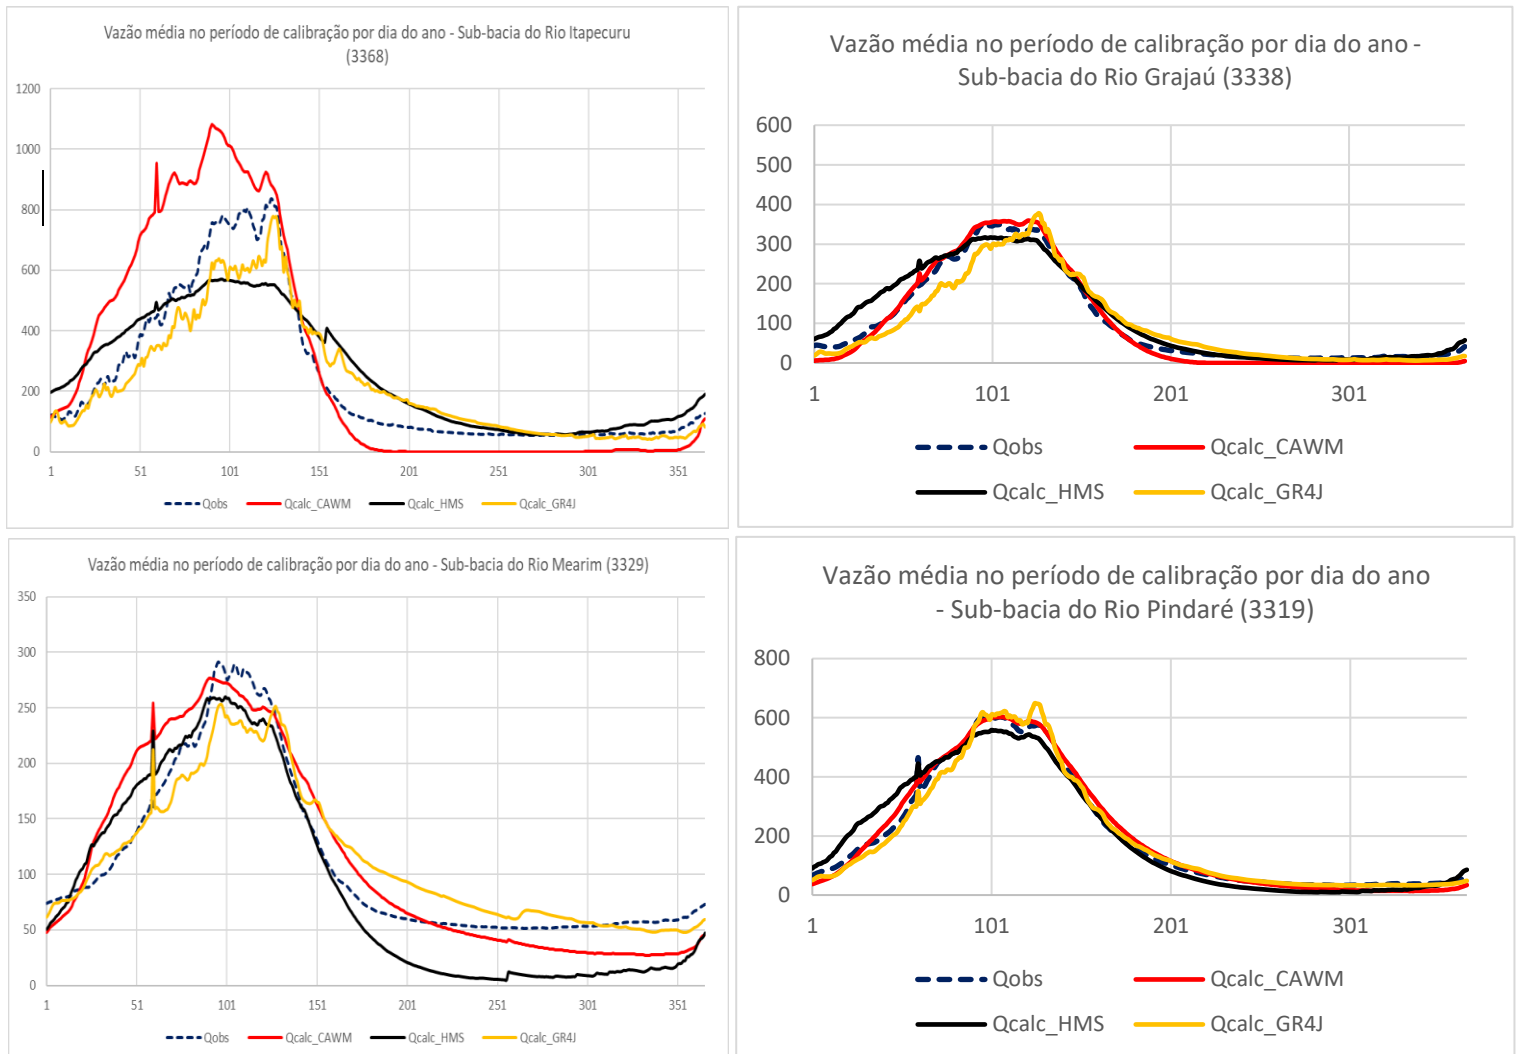 Vazão média no período de calibração por dia do ano - Sub-bacia do Rio Itapecuru
(3368)
1200
1000
800
600
400
200
0
1 51 101 151 201 251 301 351
Qobs Qcalc_CAWM Qcalc_HMS Qcalc_GR4J
Vazão média no período de calibração por dia do ano -
Sub-bacia do Rio Grajaú (3338)
600
500
400
300
200
100
0
1 101 201 301
Qobs Qcalc_CAWM
Qcalc_HMS Qcalc_GR4J
Vazão média no período de calibração por dia do ano - Sub-bacia do Rio Mearim (3329)
350
300
250
200
150
100
50
0
1 51 101 151 201 251 301 351
Qobs Qcalc_CAWM Qcalc_HMS Qcalc_GR4J
Vazão média no período de calibração por dia do ano
- Sub-bacia do Rio Pindaré (3319)
800
600
400
200
0
1 101 201 301
Qobs Qcalc_CAWM
Qcalc_HMS Qcalc_GR4J